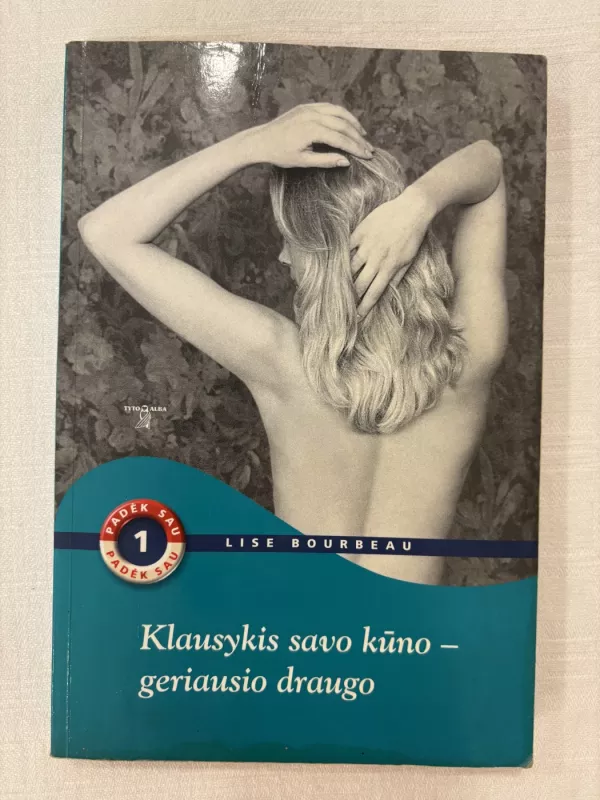 TYTO ALBA
PADĖK SAU
1
PADĖK SAU
LISE BOURBEAU
Klausykis savo kūno –
geriausio draugo